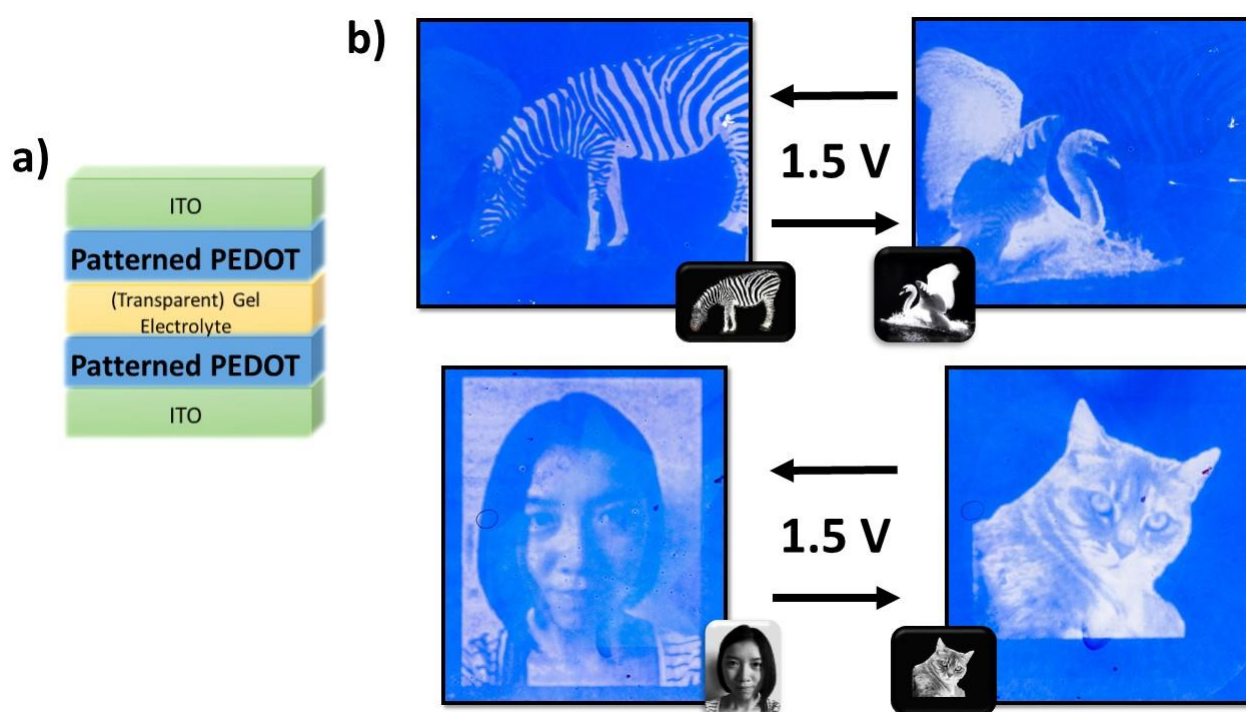 a)
ITO
Patterned PEDOT
(Transparent) Gel
Electrolyte
Patterned PEDOT
ITO
b)
1.5 V
1.5 V